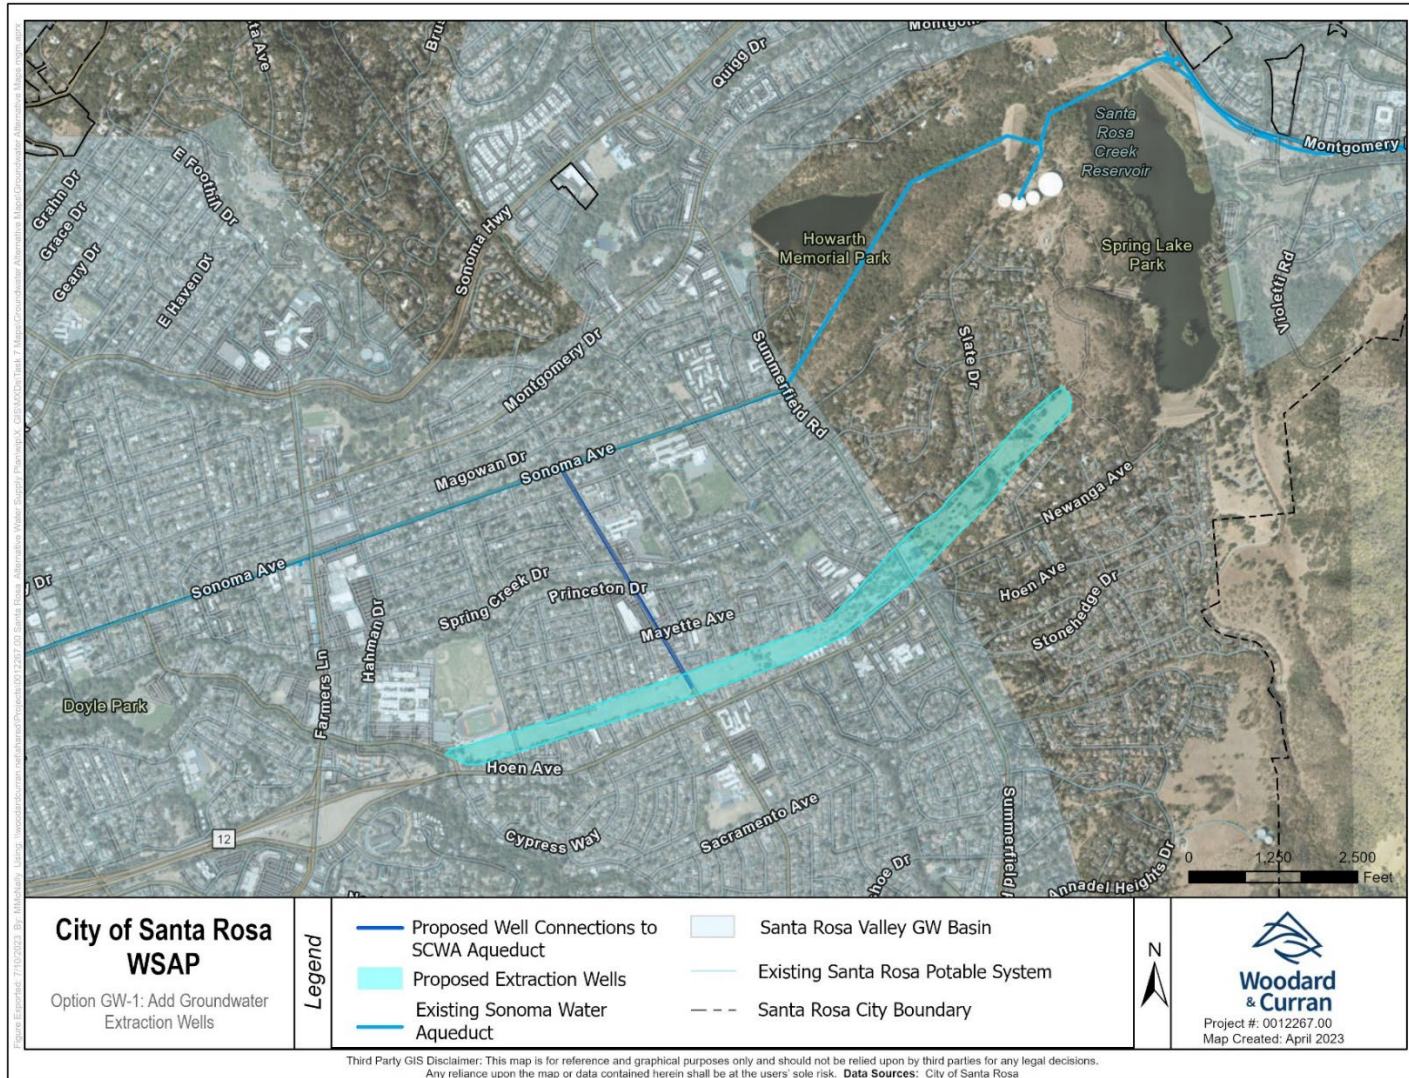 Montgom
ta Ave
Brus
Quigg Dr
Santa
Rosa
Creek
Reservoir
Montgomery
E Foothill Dr
Grahn Dr
Grace Dr
Geary Dr
E Haven Dr
Sonoma Hwy
Howarth
Memorial Park
Spring Lake
Park
Violetti Rd
Montgomery Dr
Summerfield Rd
Slate Dr
Magowan Dr
Sonoma Ave
Newanga Ave
Sonoma Ave
y Dr
Spring Creek Dr
Princeton Dr
Hoen Ave
Stonehedge Dr
Hahman Dr
Mayette Ave
Farmers Ln
Doyle Park
Hoen Ave
12
Cypress Way
Sacramento Ave
Summerfield
hoe Dr
Annadel Heights Dr
0 1,250 2,500
Feet
City of Santa Rosa
WSAP
Option GW-1: Add Groundwater
Extraction Wells
Legend
Proposed Well Connections to
SCWA Aqueduct
Proposed Extraction Wells
Existing Sonoma Water
Aqueduct
Santa Rosa Valley GW Basin
Existing Santa Rosa Potable System
Santa Rosa City Boundary
N
Woodard
& Curran
Project #: 0012267.00
Map Created: April 2023
Third Party GIS Disclaimer: This map is for reference and graphical purposes only and should not be relied upon by third parties for any legal decisions.
Any reliance upon the map or data contained herein shall be at the users' sole risk. Data Sources: City of Santa Rosa